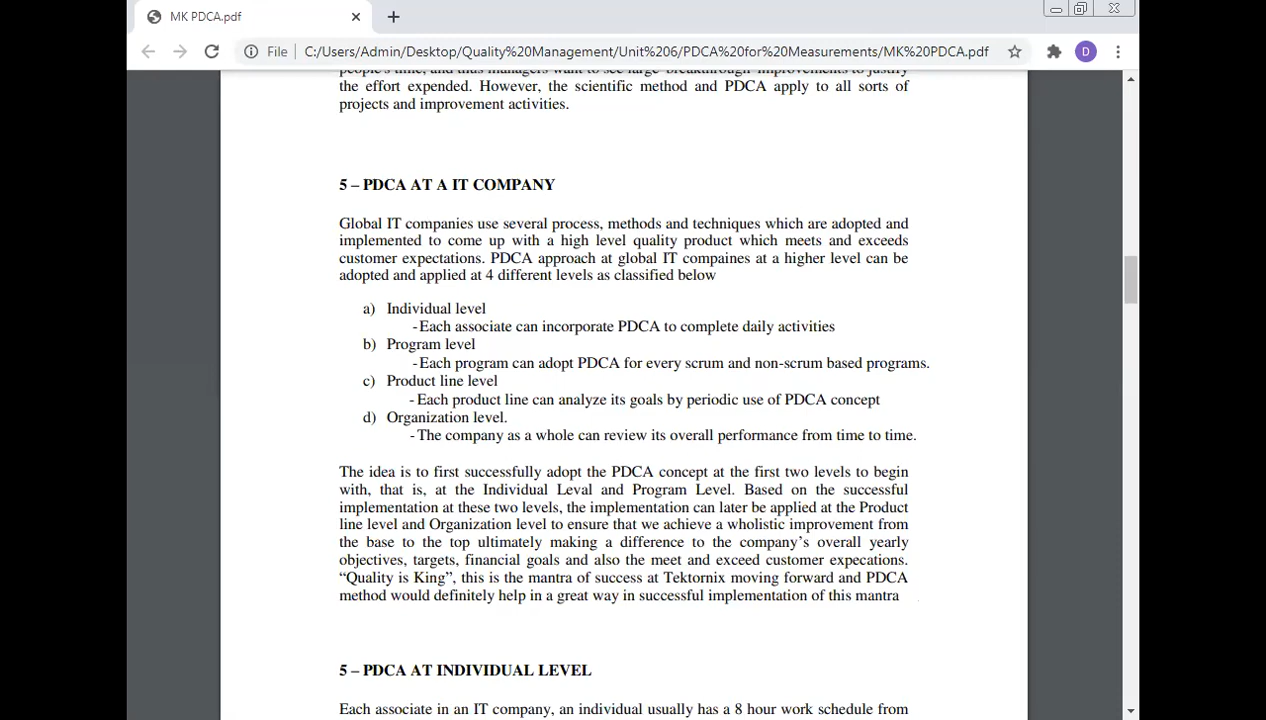 MK PDCA.pdf
File C:/Users/Admin/Desktop/Quality%20Management/Unit%206/PDCA%20for%20Measurements/MK%20PDCA.pdf D
people's time, and thus managers want to see large breakthrough improvements to justify
the effort expended. However, the scientific method and PDCA apply to all sorts of
projects and improvement activities.
5 – PDCA AT A IT COMPANY
Global IT companies use several process, methods and techniques which are adopted and
implemented to come up with a high level quality product which meets and exceeds
customer expectations. PDCA approach at global IT compaines at a higher level can be
adopted and applied at 4 different levels as classified below
a) Individual level
- Each associate can incorporate PDCA to complete daily activities
b) Program level
- Each program can adopt PDCA for every scrum and non-scrum based programs.
c) Product line level
- Each product line can analyze its goals by periodic use of PDCA concept
d) Organization level.
- The company as a whole can review its overall performance from time to time.
The idea is to first successfully adopt the PDCA concept at the first two levels to begin
with, that is, at the Individual Leval and Program Level. Based on the successful
implementation at these two levels, the implementation can later be applied at the Product
line level and Organization level to ensure that we achieve a wholistic improvement from
the base to the top ultimately making a difference to the company's overall yearly
objectives, targets, financial goals and also the meet and exceed customer expecations.
“Quality is King”, this is the mantra of success at Tektornix moving forward and PDCA
method would definitely help in a great way in successful implementation of this mantra
5 – PDCA AT INDIVIDUAL LEVEL
Each associate in an IT company, an individual usually has a 8 hour work schedule from